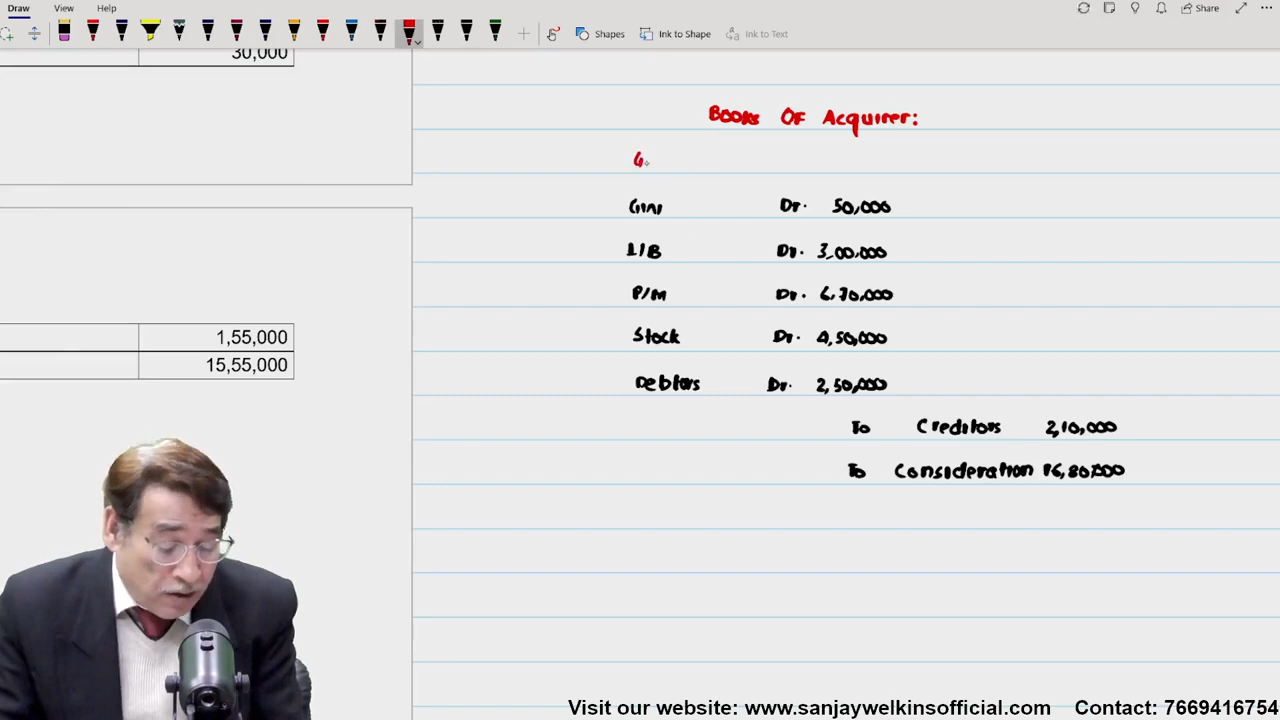 Draw View Help Share
Shapes Ink to Shape Ink to Text
30,000
Books Of Acquirer:
G
Dr. 50,000
L/B Dr. 3,00,000
P/M Dr. 6,70,000
Stock Dr. 4,50,000
1,55,000
15,55,000
Debtors Dr. 2,50,000
To Creditors 2,10,000
To Consideration 16,80,000
Visit our website: www.sanjaywelkinsofficial.com Contact: 7669416754